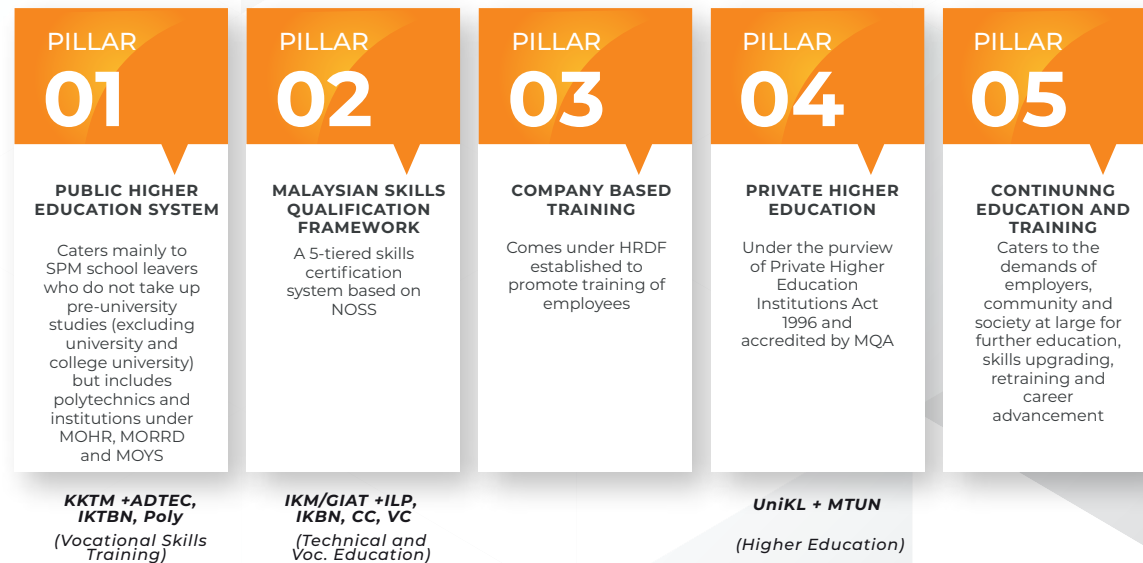 PILLAR
01
PUBLIC HIGHER
EDUCATION SYSTEM
Caters mainly to
SPM school leavers
who do not take up
pre-university
studies (excluding
university and
college university)
but includes
polytechnics and
institutions under
MOHR, MORRD
and MOYS
KKTM +ADTEC,
IKTBN, Poly
(Vocational Skills
Training)
PILLAR
02
MALAYSIAN SKILLS
QUALIFICATION
FRAMEWORK
A 5-tiered skills
certification
system based on
NOSS
IKM/GIAT +ILP,
IKBN, CC, VC
(Technical and
Voc. Education)
PILLAR
03
COMPANY BASED
TRAINING
Comes under HRDF
established to
promote training of
employees
PILLAR
04
PRIVATE HIGHER
EDUCATION
Under the purview
of Private Higher
Education
Institutions Act
1996 and
accredited by MQA
UniKL + MTUN
(Higher Education)
PILLAR
05
CONTINUNNG
EDUCATION AND
TRAINING
Caters to the
demands of
employers,
community and
society at large for
further education,
skills upgrading,
retraining and
career
advancement